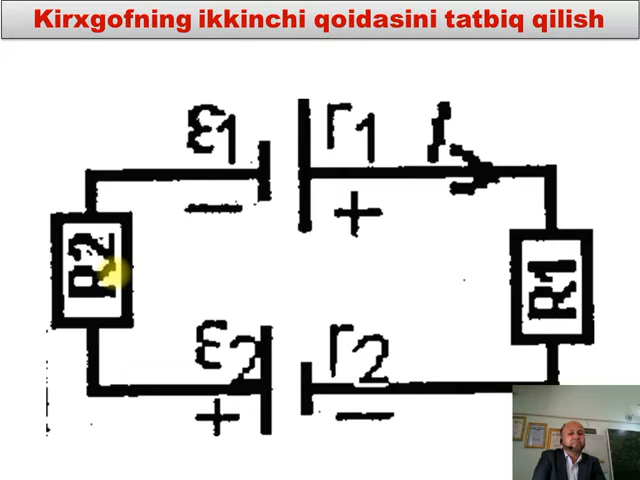 Kirxgofning ikkinchi qoidasini tatbiq qilish
ε1 r1 I
− +
R2 R1
ε2 r2
+ −